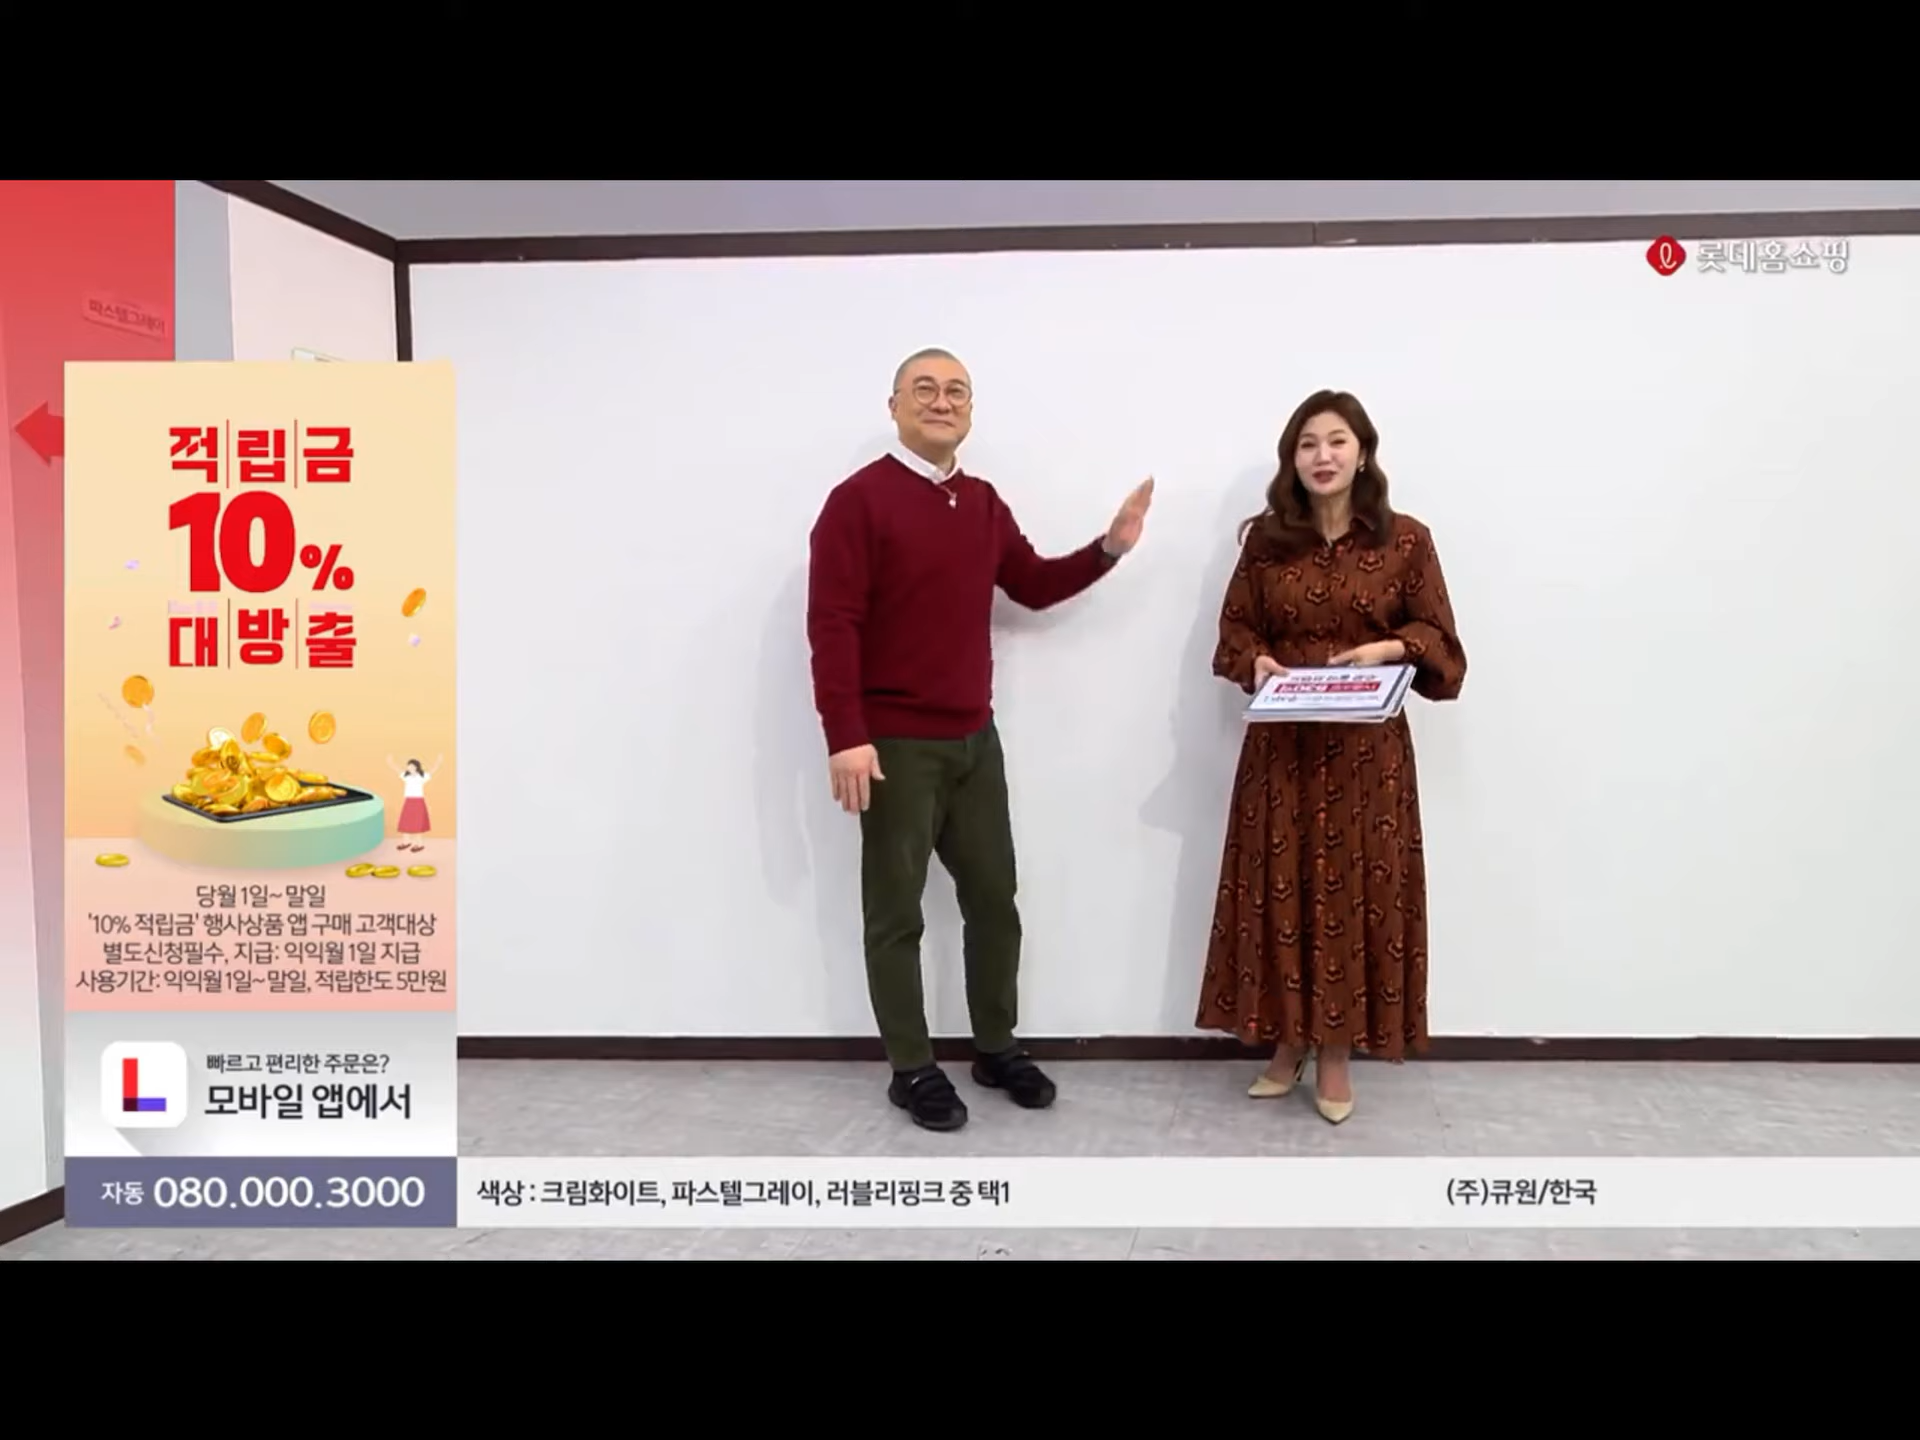 롯데홈쇼핑
파스텔그레이
적립금
10%
대방출
당월 1일~ 말일
'10% 적립금' 행사상품 앱 구매 고객대상
별도신청필수, 지급: 익익월 1일 지급
사용기간: 익익월 1일~ 말일, 적립한도 5만원
빠르고 편리한 주문은?
모바일 앱에서
자동 080.000.3000
색상 : 크림화이트, 파스텔그레이, 러블리핑크 중 택1
(주)큐원/한국